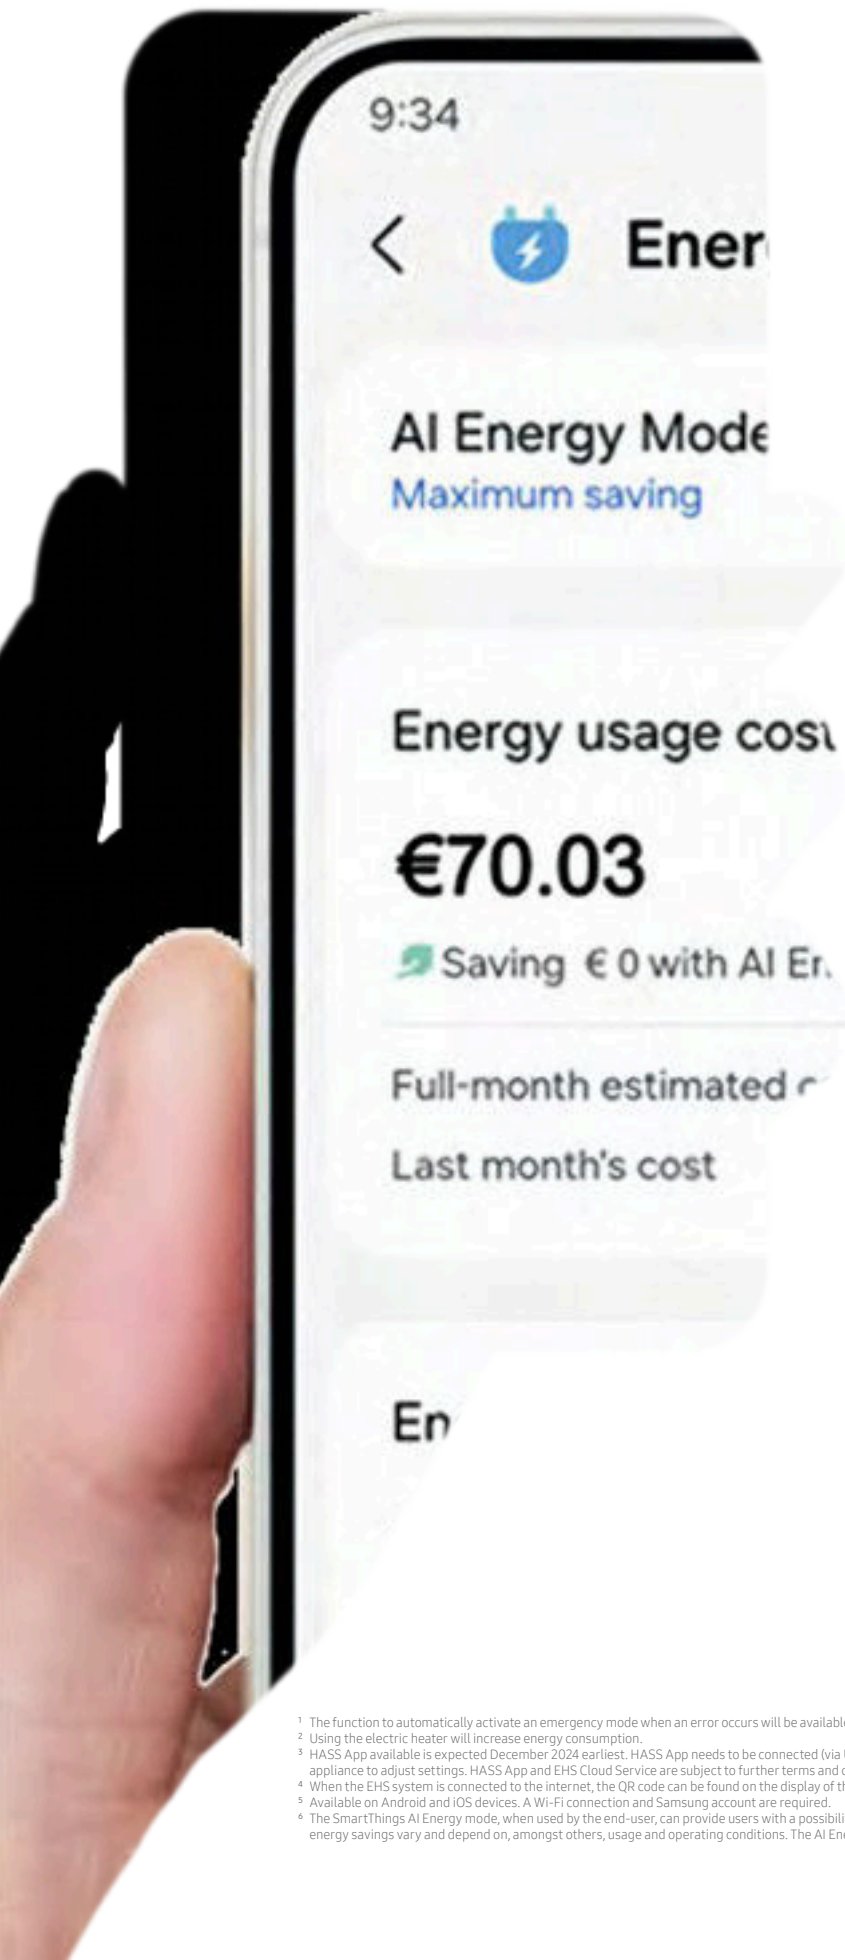 9:34
AI Energy Mode
Maximum saving
Energy usage cost
€70.03
Saving € 0 with AI
Full-month estimated
Last month's cost
1 The function to automatically activate an emergency mode when an error occurs will be available
2 Using the electric heater will increase energy consumption.
3 HASS App available is expected December 2024 earliest. HASS App needs to be connected (via
appliance to adjust settings. HASS App and EHS Cloud Service are subject to further terms and
4 When the EHS system is connected to the internet, the QR code can be found on the display of
5 Available on Android and iOS devices. A Wi-Fi connection and Samsung account are required.
6 The SmartThings AI Energy mode, when used by the end-user, can provide users with a
energy savings vary and depend on, amongst others, usage and operating conditions. The AI